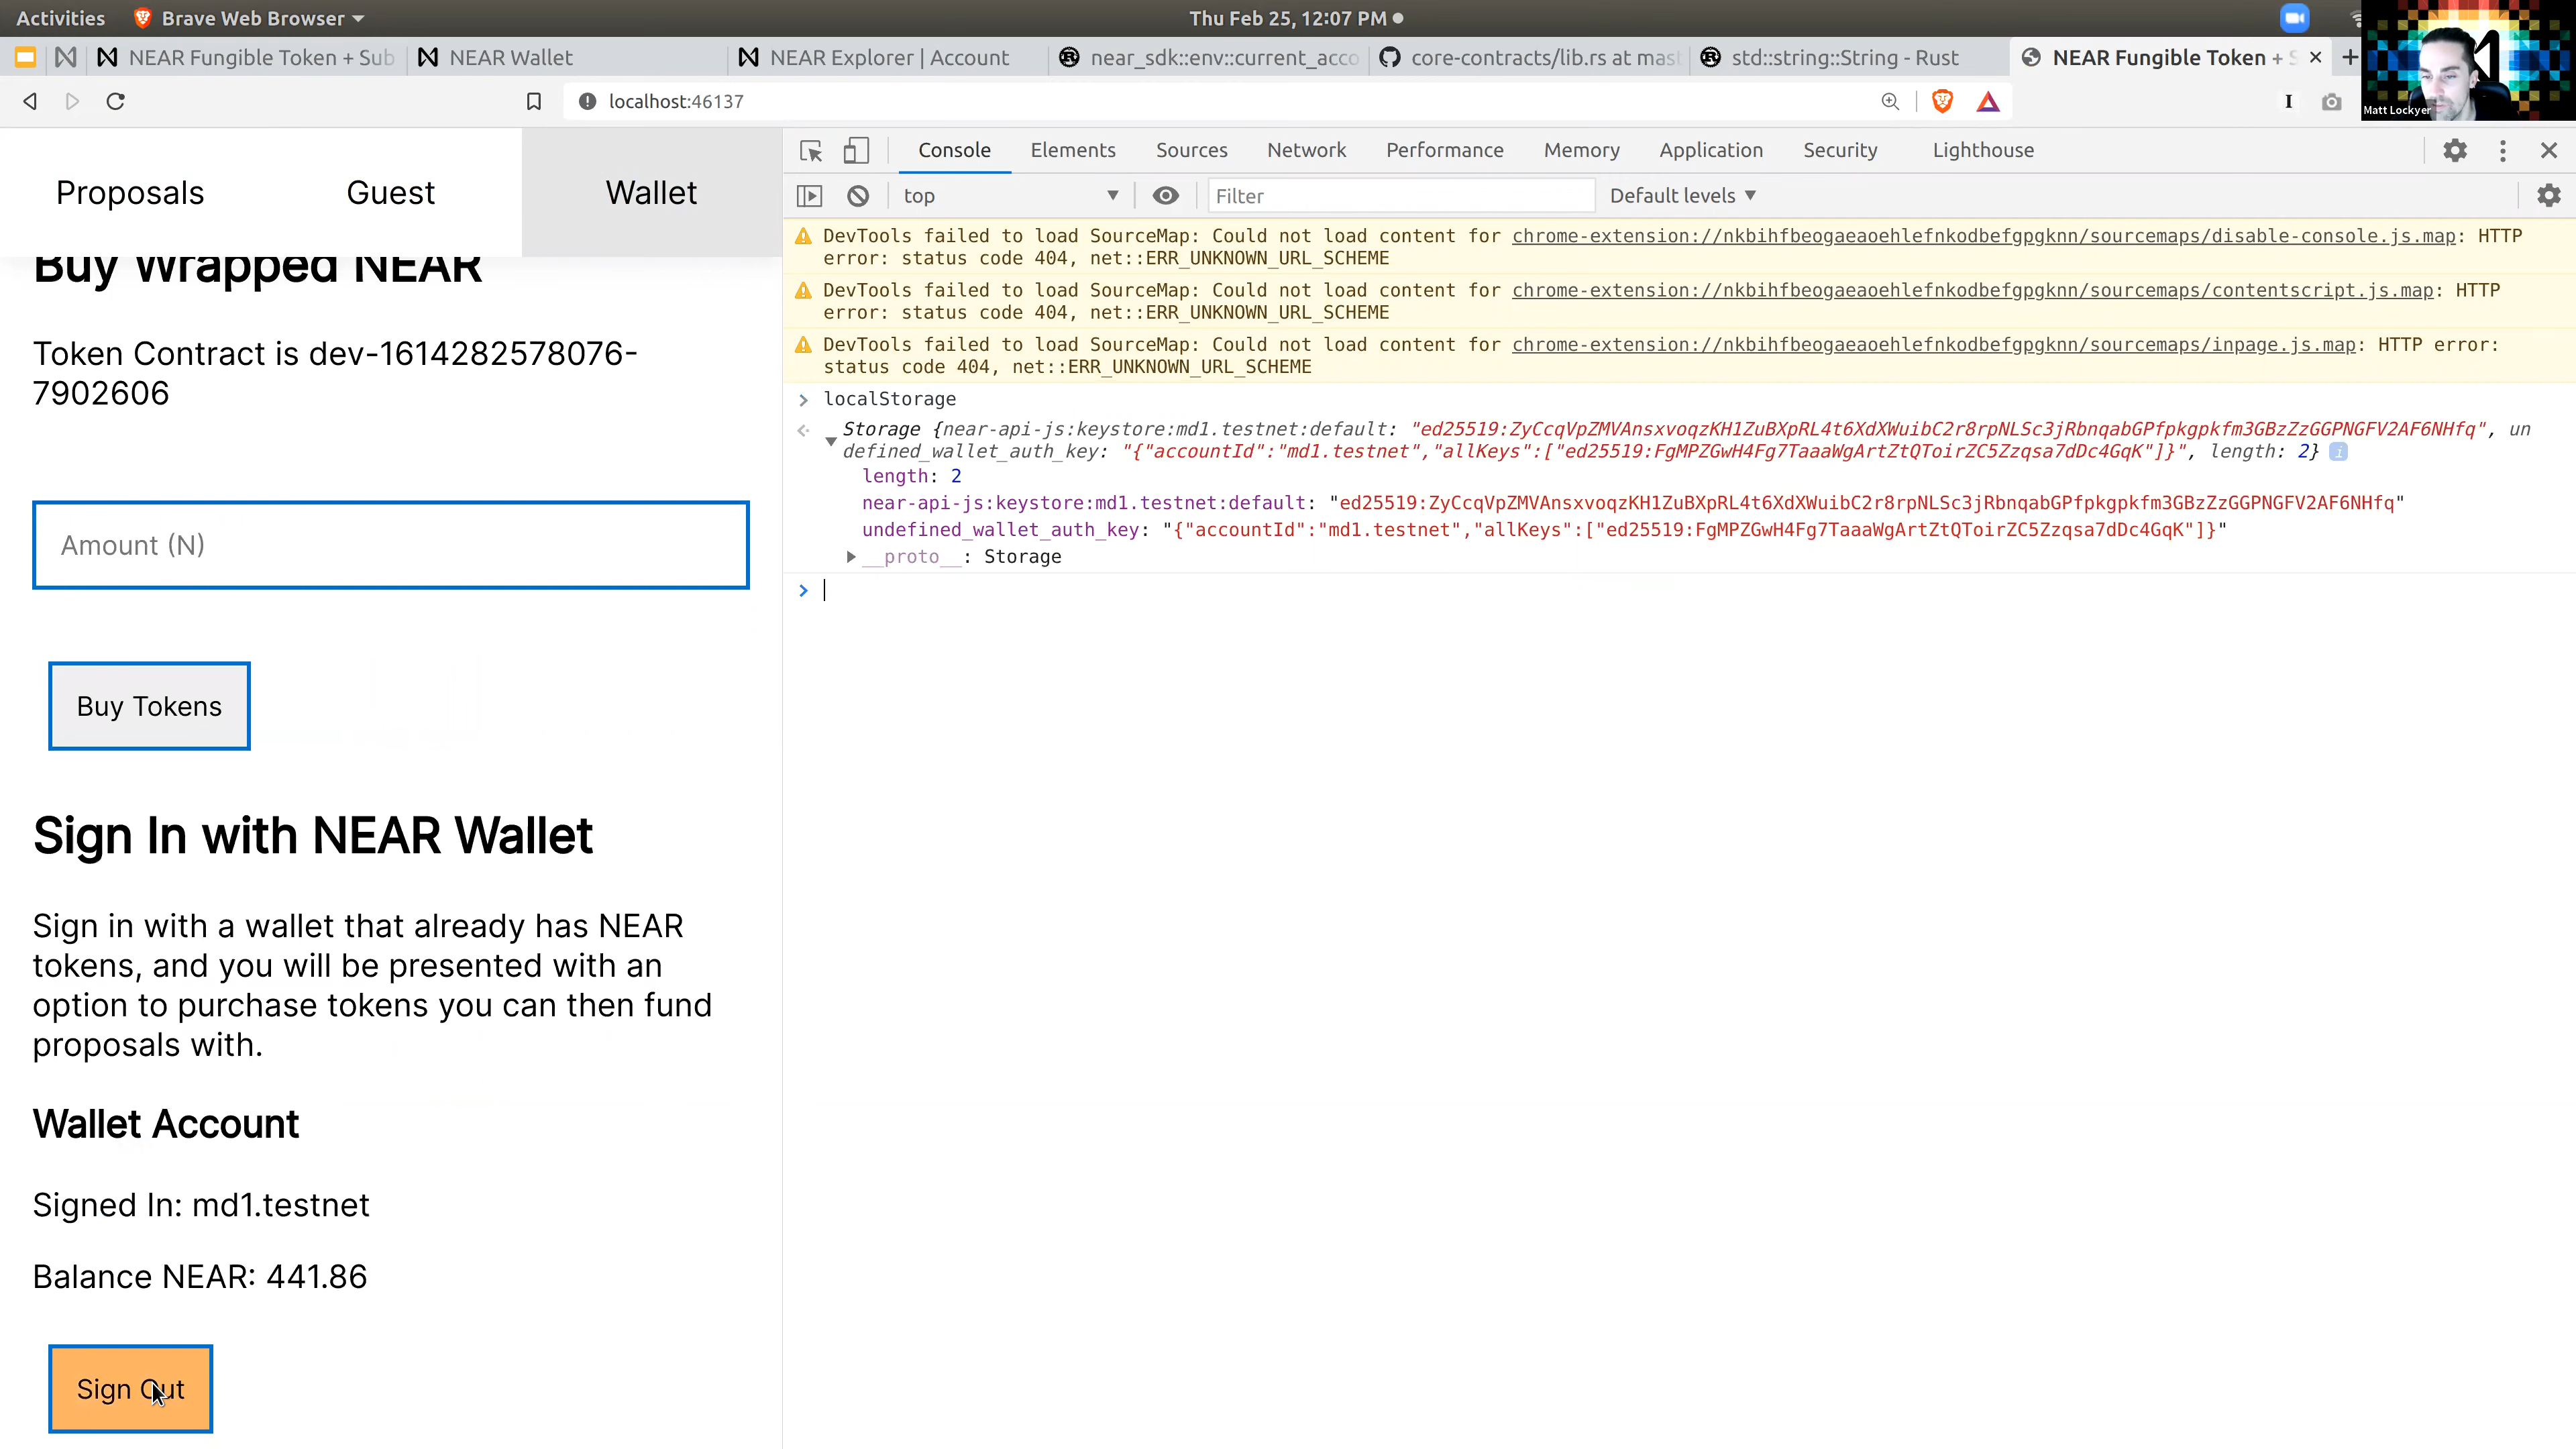 Activities
Brave Web Browser
Thu Feb 25, 12:07 PM
NEAR Fungible Token + Sub
NEAR Wallet
NEAR Explorer | Account
near_sdk::env::current_acco
core-contracts/lib.rs at mast
std::string::String - Rust
NEAR Fungible Token + S
localhost:46137
Matt Lockyer
Proposals
Guest
Wallet
Buy Wrapped NEAR
Token Contract is dev-1614282578076-
7902606
Amount (N)
Buy Tokens
Sign In with NEAR Wallet
Sign in with a wallet that already has NEAR
tokens, and you will be presented with an
option to purchase tokens you can then fund
proposals with.
Wallet Account
Signed In: md1.testnet
Balance NEAR: 441.86
Sign Out
Console
Elements
Sources
Network
Performance
Memory
Application
Security
Lighthouse
top
Filter
Default levels
DevTools failed to load SourceMap: Could not load content for chrome-extension://nkbihfbeogaeaoehlefnkodbefgpgknn/sourcemaps/disable-console.js.map: HTTP
error: status code 404, net::ERR_UNKNOWN_URL_SCHEME
DevTools failed to load SourceMap: Could not load content for chrome-extension://nkbihfbeogaeaoehlefnkodbefgpgknn/sourcemaps/contentscript.js.map: HTTP
error: status code 404, net::ERR_UNKNOWN_URL_SCHEME
DevTools failed to load SourceMap: Could not load content for chrome-extension://nkbihfbeogaeaoehlefnkodbefgpgknn/sourcemaps/inpage.js.map: HTTP error:
status code 404, net::ERR_UNKNOWN_URL_SCHEME
localStorage
Storage {near-api-js:keystore:md1.testnet:default: "ed25519:ZyCcqVpZMVAnsxvoqzKH1ZuBXpRL4t6XdXWuibC2r8rpNLSc3jRbnqabGPfpkgpkfm3GBzZzGGPNGFV2AF6NHfq", un
defined_wallet_auth_key: "{"accountId":"md1.testnet","allKeys":["ed25519:FgMPZGwH4Fg7TaaaWgArtZtQToirZC5Zzqsa7dDc4GqK"]}", length: 2}
length: 2
near-api-js:keystore:md1.testnet:default: "ed25519:ZyCcqVpZMVAnsxvoqzKH1ZuBXpRL4t6XdXWuibC2r8rpNLSc3jRbnqabGPfpkgpkfm3GBzZzGGPNGFV2AF6NHfq"
undefined_wallet_auth_key: "{"accountId":"md1.testnet","allKeys":["ed25519:FgMPZGwH4Fg7TaaaWgArtZtQToirZC5Zzqsa7dDc4GqK"]}"
__proto__: Storage